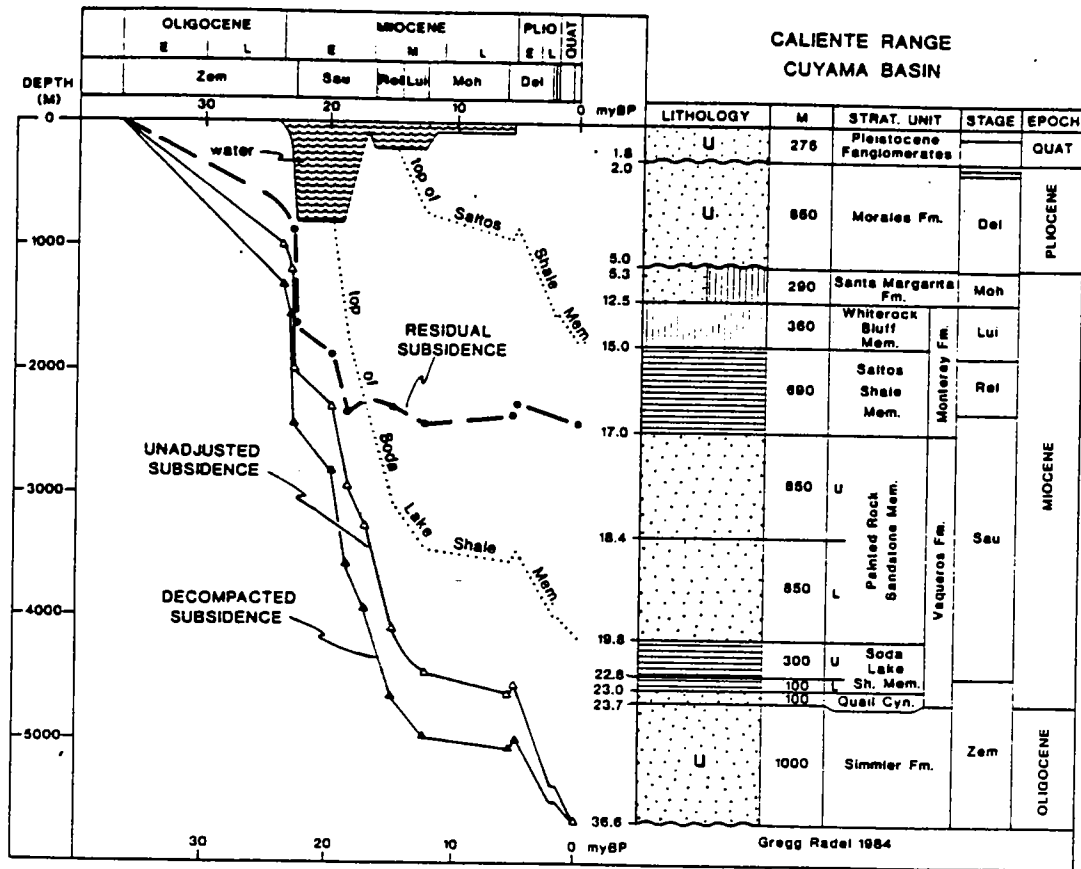 OLIGOCENE MIOCENE PLIO QUAT
E L E M L E L
Zem Sau Rel Lui Moh Del
DEPTH
(M)
30 20 10 0 myBP
0
1000
2000
3000
4000
5000
water
top of Saltos Shale Mem.
top of Soda Lake Shale Mem.
RESIDUAL
SUBSIDENCE
UNADJUSTED
SUBSIDENCE
DECOMPACTED
SUBSIDENCE
30 20 10 0 myBP
CALIENTE RANGE
CUYAMA BASIN
LITHOLOGY M STRAT. UNIT STAGE EPOCH
U 275 Pleistocene
Fanglomerates
QUAT
1.8
2.0
U 850 Morales Fm. Del PLIOCENE
5.0
5.3
290 Santa Margarita
Fm.
Moh
12.5
360 Whiterock
Bluff
Mem.
Lui
15.0
690 Saltos
Shale
Mem.
Rel
Monterey Fm.
17.0
850 U
18.4
850 L
Painted Rock
Sandstone Mem.
Vaqueros Fm.
Sau
MIOCENE
19.8
300 U Soda
Lake
22.8
100 L Sh. Mem.
23.0
100 Quail Cyn.
23.7
U 1000 Simmler Fm. Zem OLIGOCENE
36.6
Gregg Radel 1984